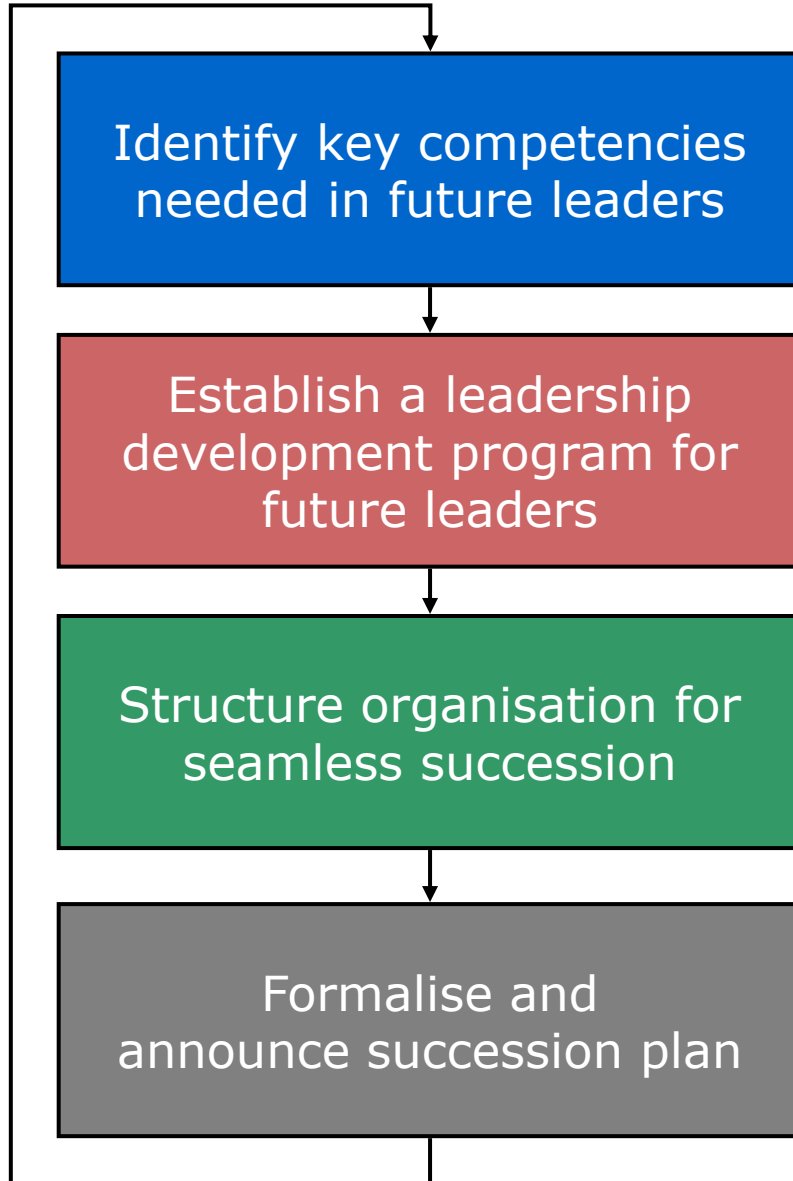 Identify key competencies
needed in future leaders
Establish a leadership
development program for
future leaders
Structure organisation for
seamless succession
Formalise and
announce succession plan